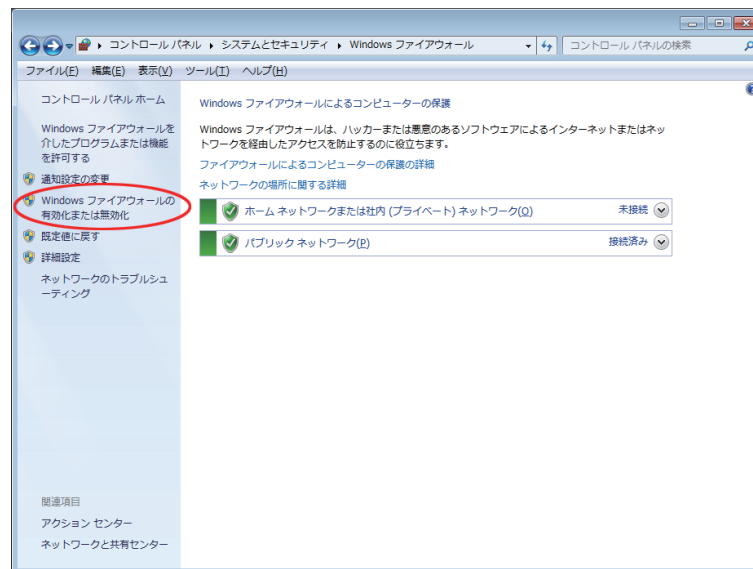 コントロール パネル ▸ システムとセキュリティ ▸ Windows ファイアウォール
コントロール パネルの検索
ファイル(F) 編集(E) 表示(V) ツール(T) ヘルプ(H)
コントロール パネル ホーム
Windows ファイアウォールを
介したプログラムまたは機能
を許可する
通知設定の変更
Windows ファイアウォールの
有効化または無効化
既定値に戻す
詳細設定
ネットワークのトラブルシュ
ーティング
関連項目
アクション センター
ネットワークと共有センター
Windows ファイアウォールによるコンピューターの保護
Windows ファイアウォールは、ハッカーまたは悪意のあるソフトウェアによるインターネットまたはネッ
トワークを経由したアクセスを防止するのに役立ちます。
ファイアウォールによるコンピューターの保護の詳細
ネットワークの場所に関する詳細
ホーム ネットワークまたは社内 (プライベート) ネットワーク(O) 未接続
パブリック ネットワーク(P) 接続済み